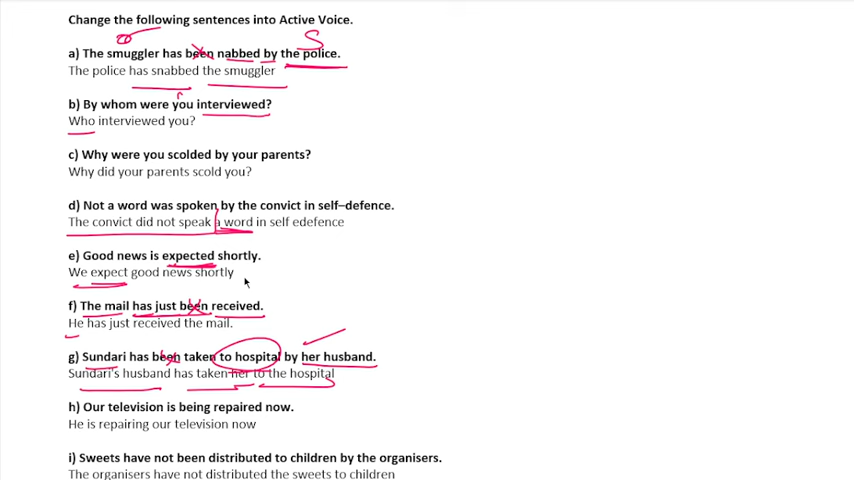 Change the following sentences into Active Voice.
S
a) The smuggler has been nabbed by the police.
The police has snabbed the smuggler
b) By whom were you interviewed?
Who interviewed you?
c) Why were you scolded by your parents?
Why did your parents scold you?
d) Not a word was spoken by the convict in self–defence.
The convict did not speak a word in self edefence
e) Good news is expected shortly.
We expect good news shortly
f) The mail has just been received.
He has just received the mail.
g) Sundari has been taken to hospital by her husband.
Sundari's husband has taken her to the hospital
h) Our television is being repaired now.
He is repairing our television now
i) Sweets have not been distributed to children by the organisers.
The organisers have not distributed the sweets to children